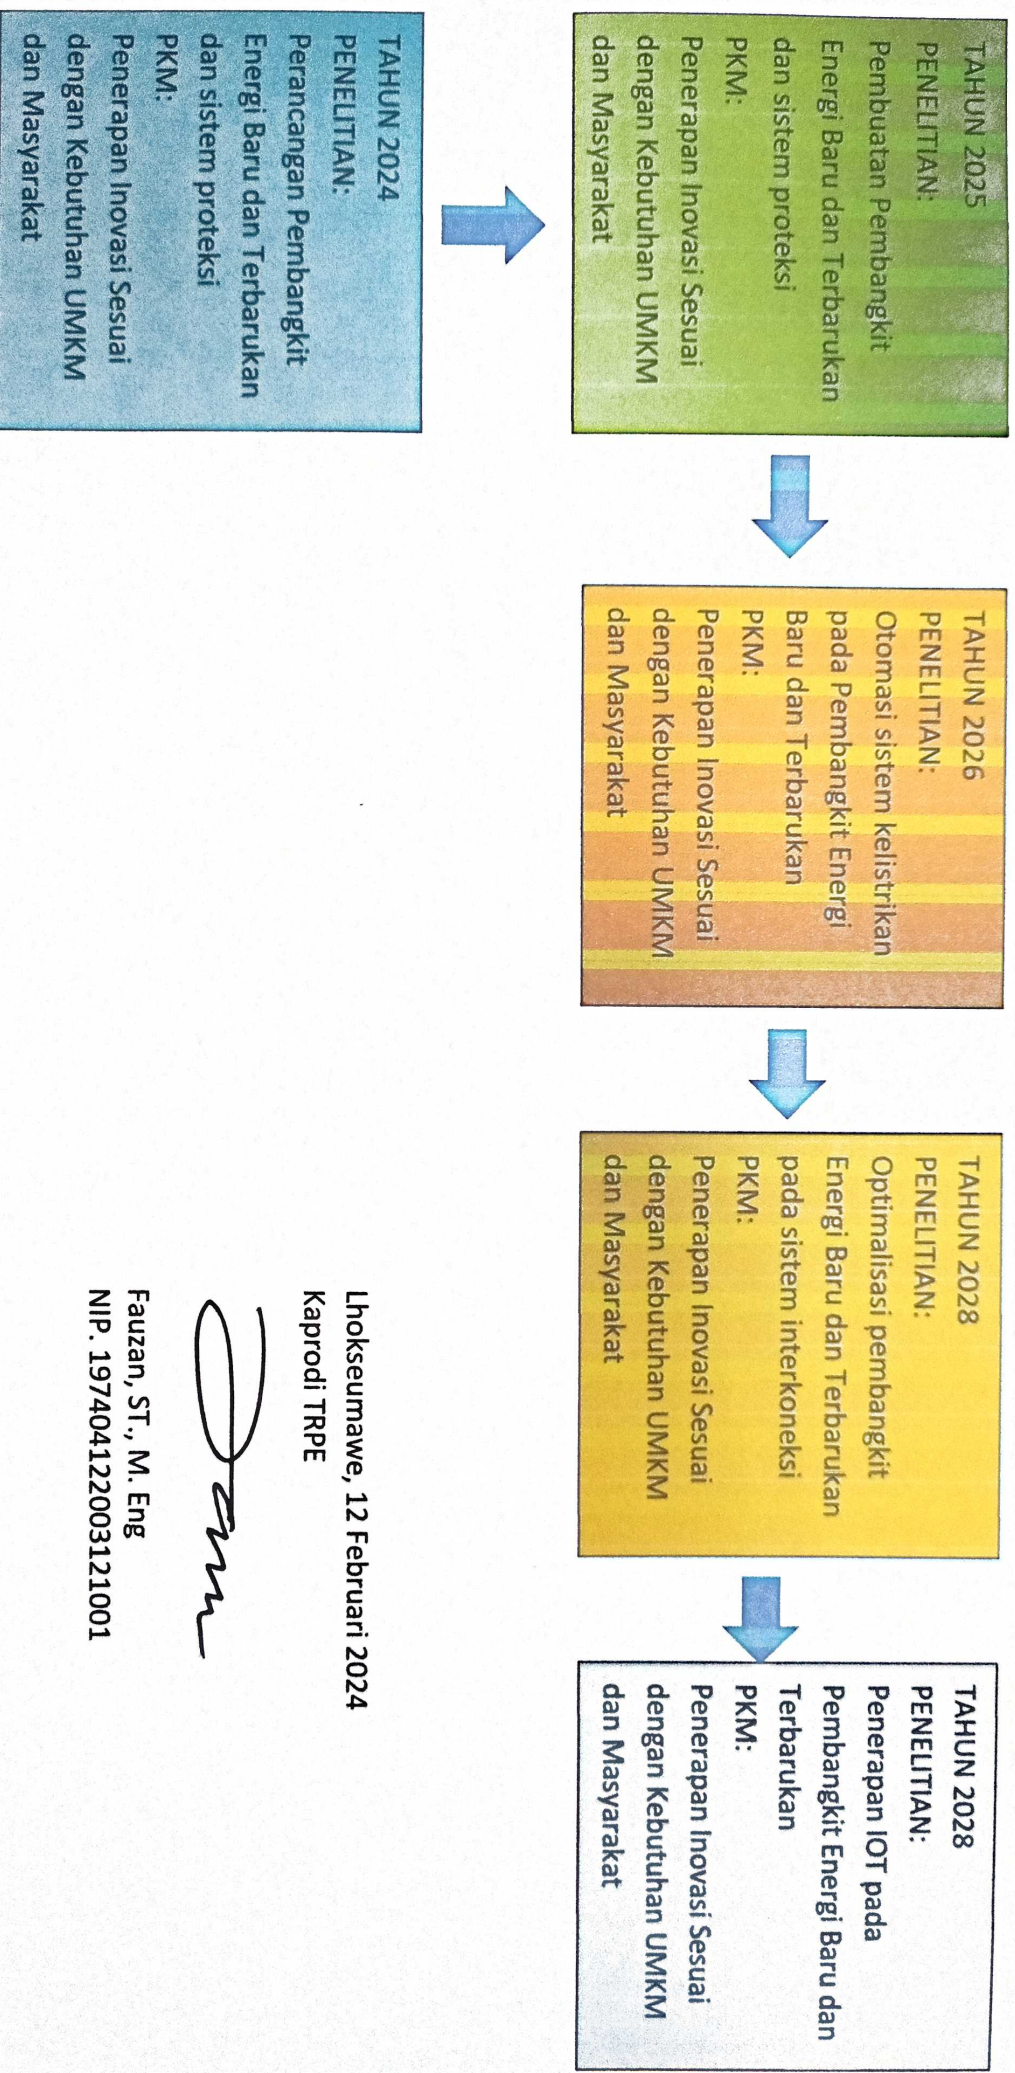 TAHUN 2024
PENELITIAN:
Perancangan Pembangkit
Energi Baru dan Terbarukan
dan sistem proteksi
PKM:
Penerapan Inovasi Sesuai
dengan Kebutuhan UMKM
dan Masyarakat
TAHUN 2025
PENELITIAN:
Pembuatan Pembangkit
Energi Baru dan Terbarukan
dan sistem proteksi
PKM:
Penerapan Inovasi Sesuai
dengan Kebutuhan UMKM
dan Masyarakat
TAHUN 2026
PENELITIAN:
Otomasi sistem kelistrikan
pada Pembangkit Energi
Baru dan Terbarukan
PKM:
Penerapan Inovasi Sesuai
dengan Kebutuhan UMKM
dan Masyarakat
TAHUN 2028
PENELITIAN:
Optimalisasi pembangkit
Energi Baru dan Terbarukan
pada sistem interkoneksi
PKM:
Penerapan Inovasi Sesuai
dengan Kebutuhan UMKM
dan Masyarakat
TAHUN 2028
PENELITIAN:
Penerapan IOT pada
Pembangkit Energi Baru dan
Terbarukan
PKM:
Penerapan Inovasi Sesuai
dengan Kebutuhan UMKM
dan Masyarakat
Lhokseumawe, 12 Februari 2024
Kaprodi TRPE
Fauzan, ST., M. Eng
NIP. 197404122003121001